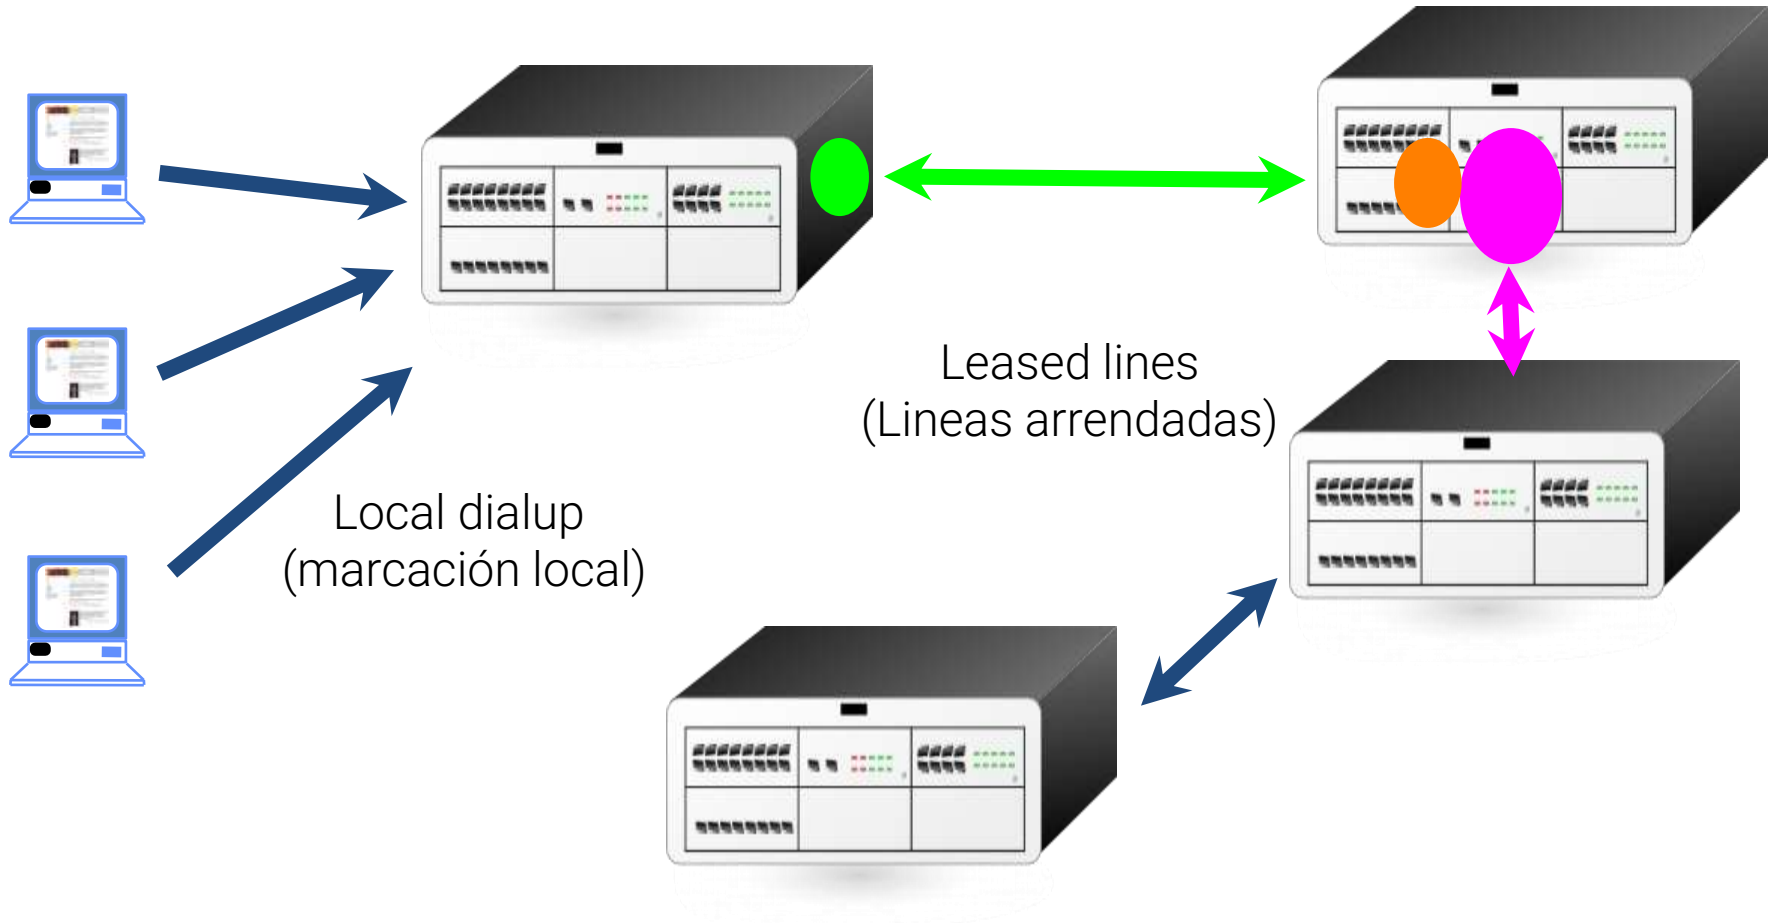 Leased lines
(Lineas arrendadas)
Local dialup
(marcación local)